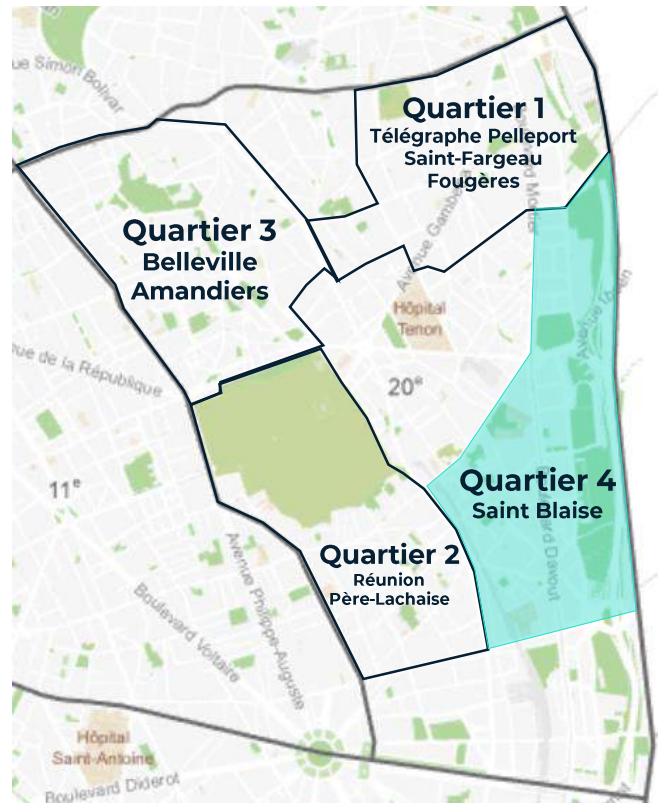 Quartier 1
Télégraphe Pelleport
Saint-Fargeau
Fougères
ue Simon Bolivar
Avenue Gambetta
Quartier 3
Belleville
Amandiers
Hôpital
Tenon
ue de la République
20e
11e
Quartier 4
Saint Blaise
Quartier 2
Réunion
Père-Lachaise
Avenue Philippe-Auguste
Boulevard Voltaire
Hôpital
Saint-Antoine
Boulevard Diderot